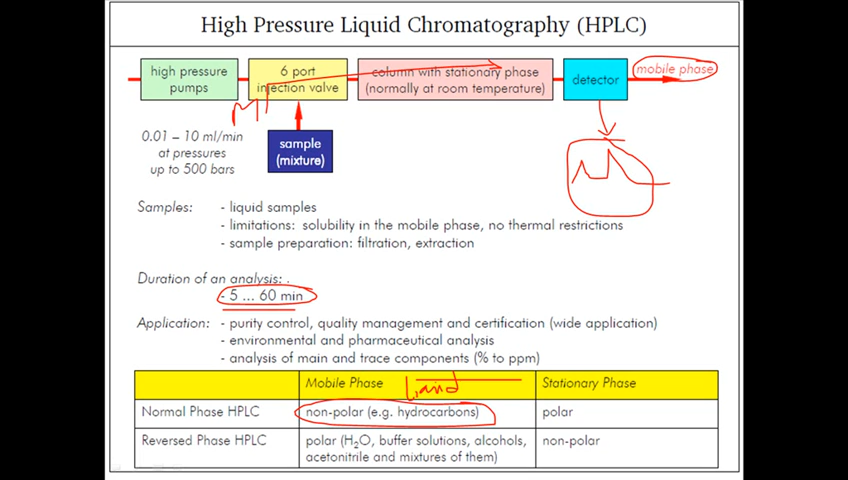 High Pressure Liquid Chromatography (HPLC)
high pressure
pumps
6 port
injection valve
column with stationary phase
(normally at room temperature)
detector
mobile phase
0.01 – 10 ml/min
at pressures
up to 500 bars
sample
(mixture)
Samples: - liquid samples
- limitations: solubility in the mobile phase, no thermal restrictions
- sample preparation: filtration, extraction
Duration of an analysis: .
- 5 ... 60 min
Application: - purity control, quality management and certification (wide application)
- environmental and pharmaceutical analysis
- analysis of main and trace components (% to ppm)
Mobile Phase Stationary Phase
Normal Phase HPLC non-polar (e.g. hydrocarbons) polar
Reversed Phase HPLC polar (H₂O, buffer solutions, alcohols, non-polar
acetonitrile and mixtures of them)